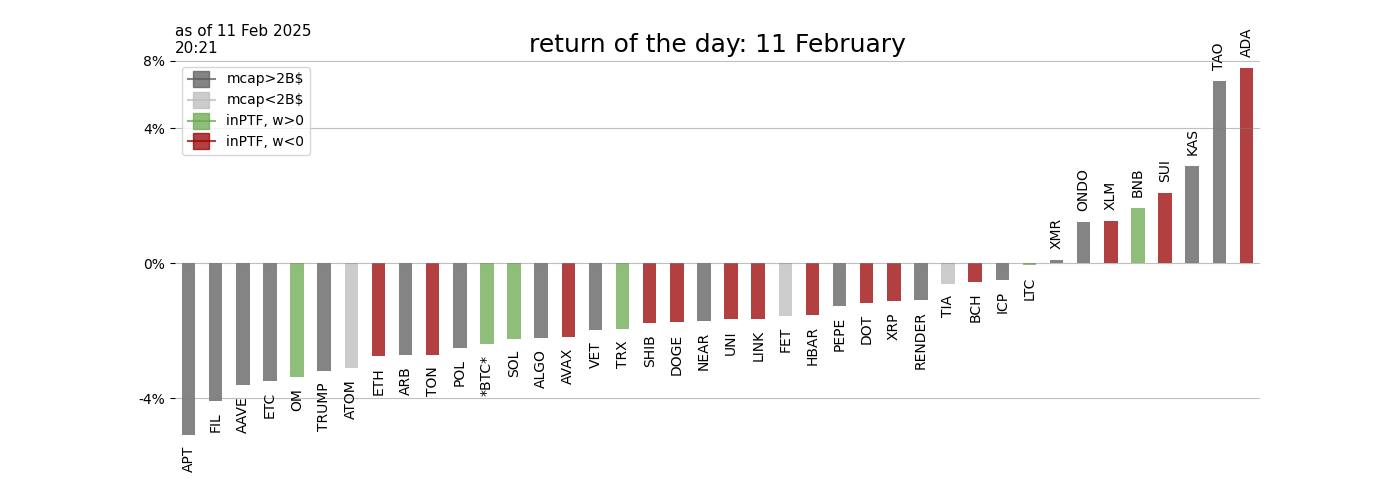 as of 11 Feb 2025
20:21
return of the day: 11 February
8%
4%
0%
-4%
mcap>2B$
mcap<2B$
inPTF, w>0
inPTF, w<0
APT
FIL
AAVE
ETC
OM
TRUMP
ATOM
ETH
ARB
TON
POL
*BTC*
SOL
ALGO
AVAX
VET
TRX
SHIB
DOGE
NEAR
UNI
LINK
FET
HBAR
PEPE
DOT
XRP
RENDER
TIA
BCH
ICP
LTC
XMR
ONDO
XLM
BNB
SUI
KAS
TAO
ADA